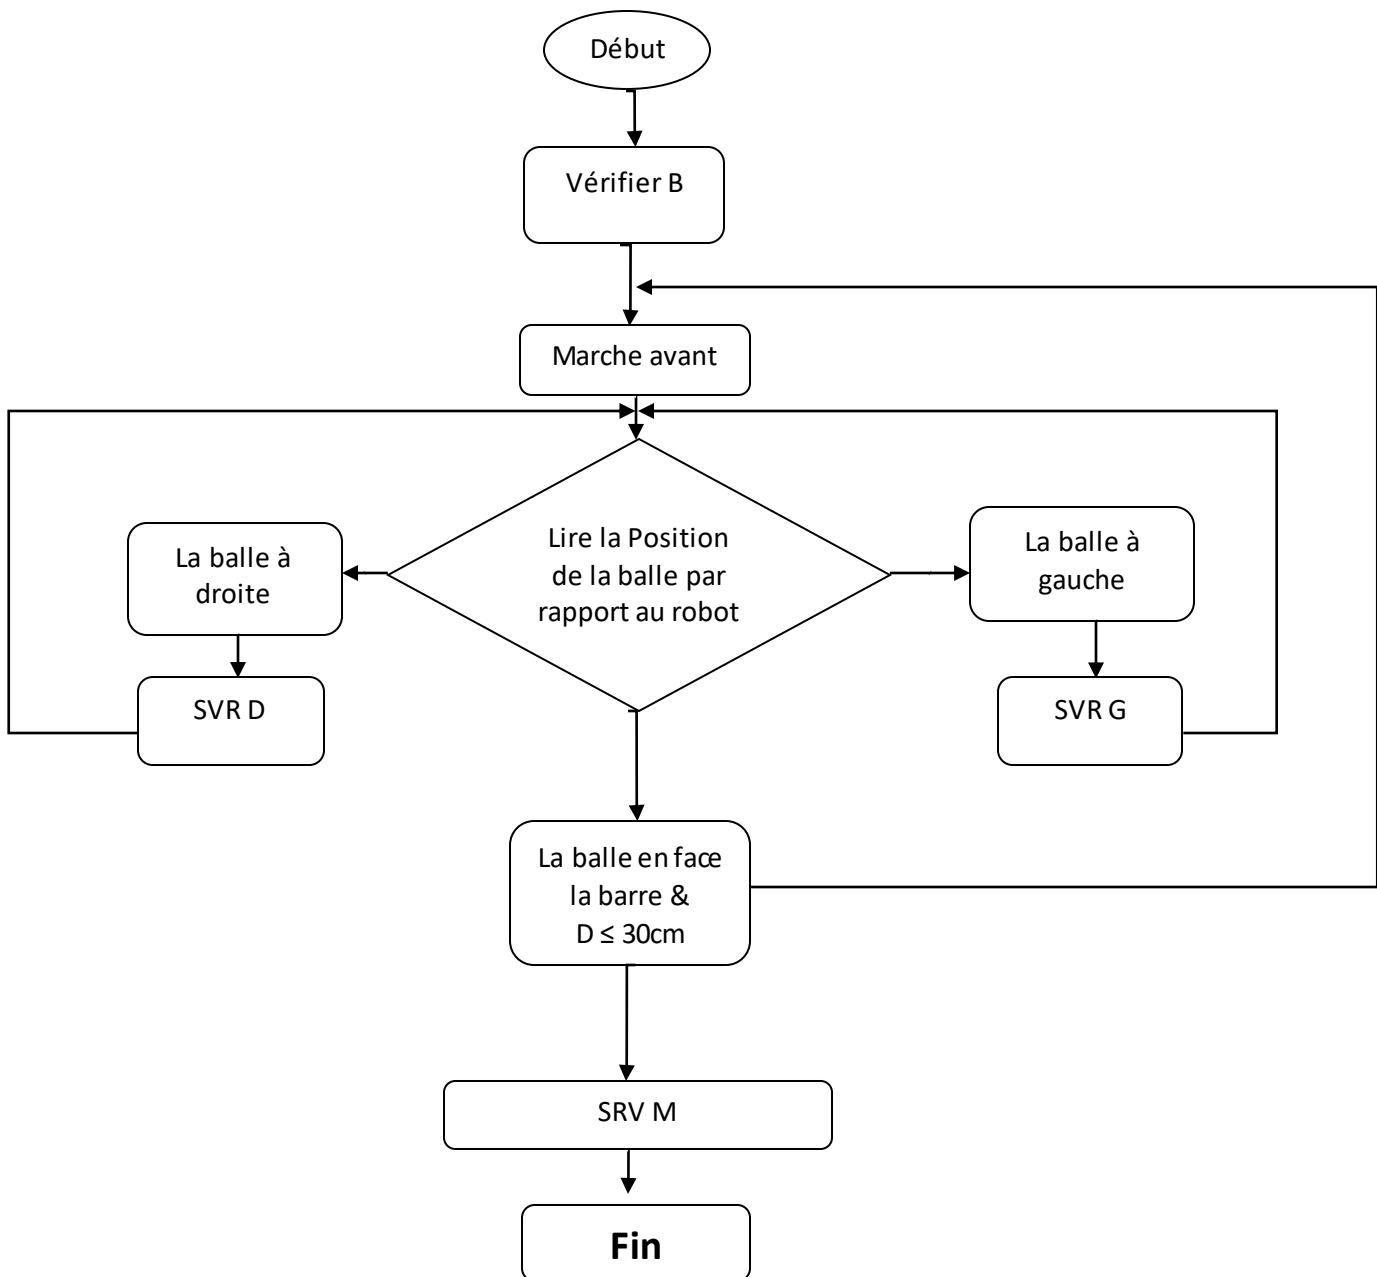 Début
Vérifier B
Marche avant
Lire la Position
de la balle par
rapport au robot
La balle à
droite
La balle à
gauche
SVR D
SVR G
La balle en face
la barre &
D ≤ 30cm
SRV M
Fin